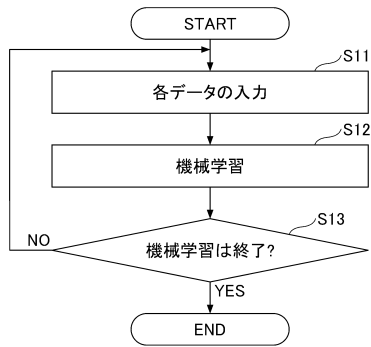 START
S11
各データの入力
S12
機械学習
S13
機械学習は終了?
NO
YES
END